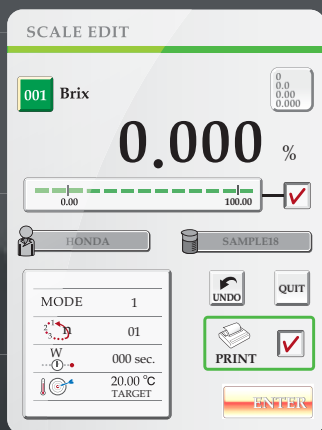 SCALE EDIT
001 Brix
0
0.0
0.00
0.000
0.000 %
0.00 100.00
HONDA SAMPLE18
MODE 1
n 01
W 000 sec.
20.00 °C
TARGET
UNDO
QUIT
PRINT
ENTER